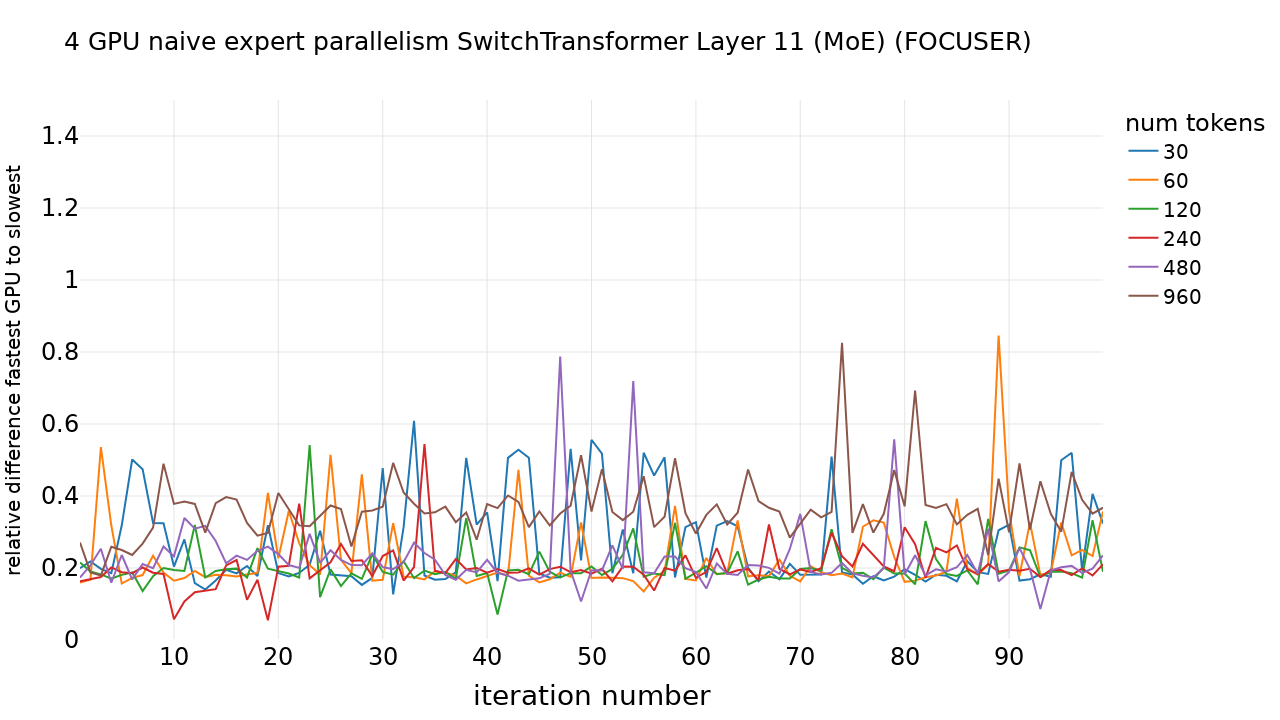 4 GPU naive expert parallelism SwitchTransformer Layer 11 (MoE) (FOCUSER)
relative difference fastest GPU to slowest
1.4
1.2
1
0.8
0.6
0.4
0.2
0
10 20 30 40 50 60 70 80 90
iteration number
num tokens
30
60
120
240
480
960